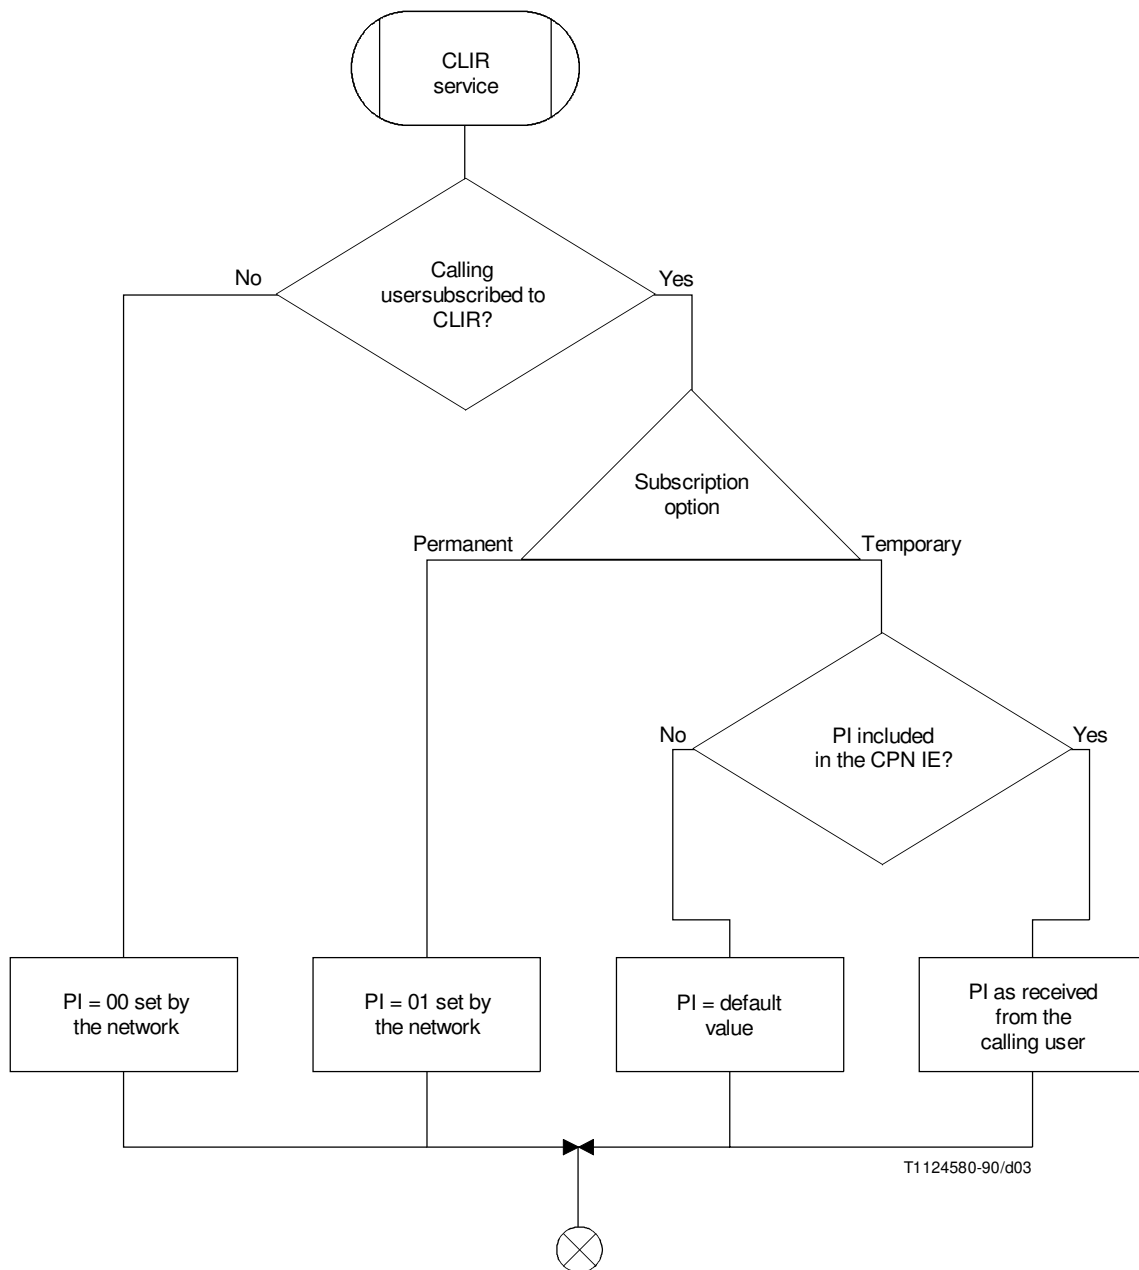 CLIR
service
No
Calling
usersubscribed to
CLIR?
Yes
Subscription
option
Permanent
Temporary
No
PI included
in the CPN IE?
Yes
PI = 00 set by
the network
PI = 01 set by
the network
PI = default
value
PI as received
from the
calling user
T1124580-90/d03